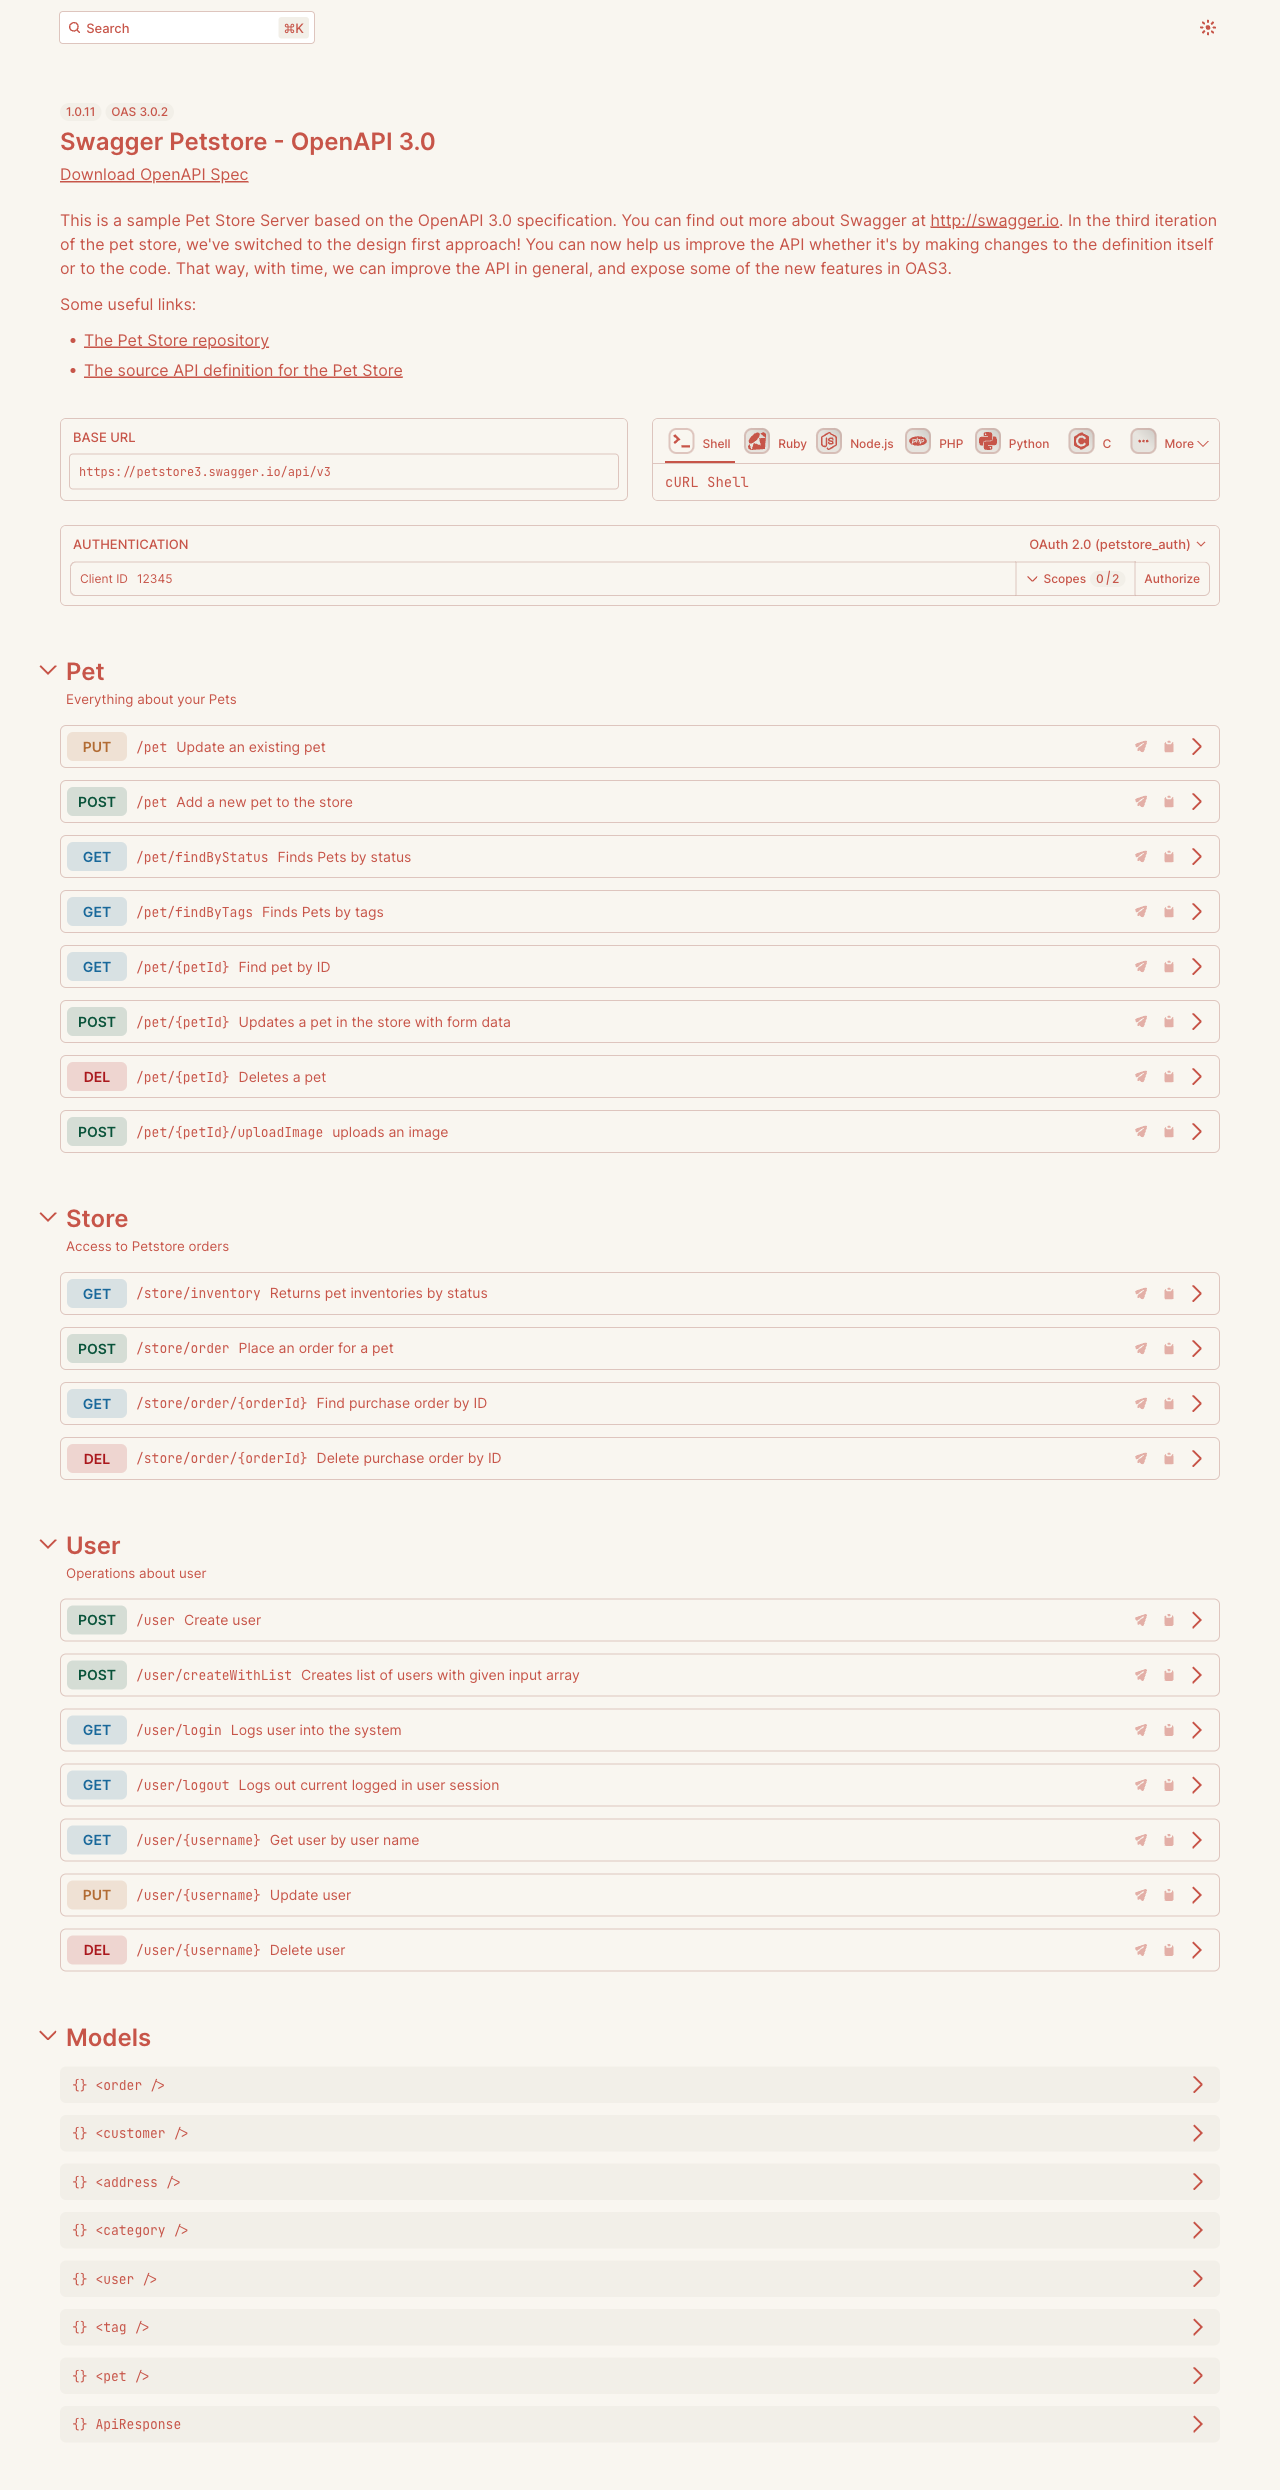 Search ⌘K
1.0.11 OAS 3.0.2
Swagger Petstore - OpenAPI 3.0
Download OpenAPI Spec
This is a sample Pet Store Server based on the OpenAPI 3.0 specification. You can find out more about Swagger at http://swagger.io. In the third iteration
of the pet store, we've switched to the design first approach! You can now help us improve the API whether it's by making changes to the definition itself
or to the code. That way, with time, we can improve the API in general, and expose some of the new features in OAS3.
Some useful links:
• The Pet Store repository
• The source API definition for the Pet Store
BASE URL
https://petstore3.swagger.io/api/v3
Shell Ruby Node.js php PHP Python C More
cURL Shell
AUTHENTICATION OAuth 2.0 (petstore_auth)
Client ID 12345 Scopes 0/2 Authorize
Pet
Everything about your Pets
PUT /pet Update an existing pet
POST /pet Add a new pet to the store
GET /pet/findByStatus Finds Pets by status
GET /pet/findByTags Finds Pets by tags
GET /pet/{petId} Find pet by ID
POST /pet/{petId} Updates a pet in the store with form data
DEL /pet/{petId} Deletes a pet
POST /pet/{petId}/uploadImage uploads an image
Store
Access to Petstore orders
GET /store/inventory Returns pet inventories by status
POST /store/order Place an order for a pet
GET /store/order/{orderId} Find purchase order by ID
DEL /store/order/{orderId} Delete purchase order by ID
User
Operations about user
POST /user Create user
POST /user/createWithList Creates list of users with given input array
GET /user/login Logs user into the system
GET /user/logout Logs out current logged in user session
GET /user/{username} Get user by user name
PUT /user/{username} Update user
DEL /user/{username} Delete user
Models
{} <order />
{} <customer />
{} <address />
{} <category />
{} <user />
{} <tag />
{} <pet />
{} ApiResponse